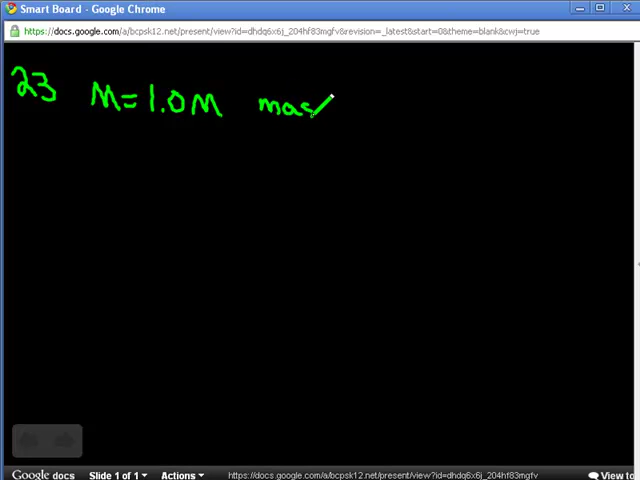 Smart Board - Google Chrome
https://docs.google.com/a/bcpsk12.net/present/view?id=dhdq6x6j_204hf83mgfv&revision=_latest&start=0&theme=blank&cwj=true
23 M=1.0M mas
Google docs Slide 1 of 1 Actions https://docs.google.com/a/bcpsk12.net/present/view?id=dhdq6x6j_204hf83mgfv View to